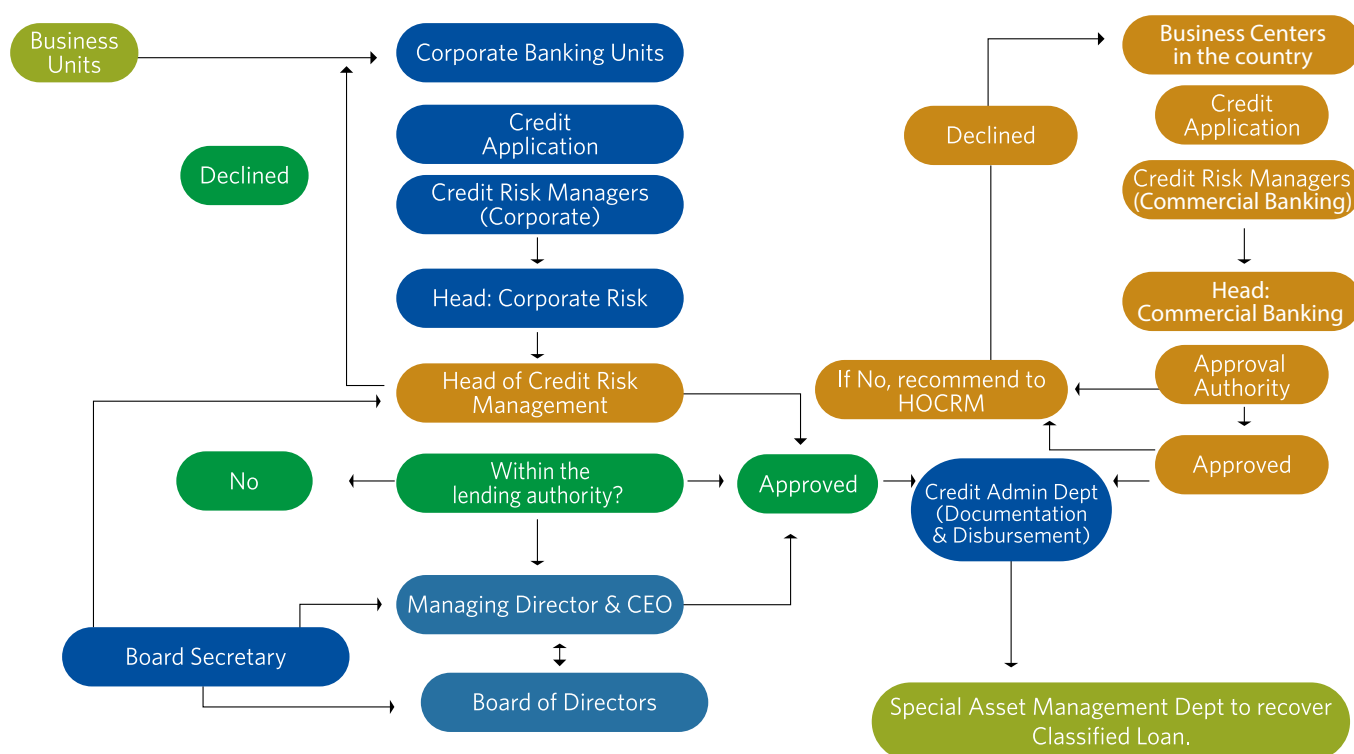 Business
Units
Corporate Banking Units
Business Centers
in the country
Credit
Application
Declined
Credit
Application
Declined
Credit Risk Managers
(Corporate)
Credit Risk Managers
(Commercial Banking)
Head: Corporate Risk
Head:
Commercial Banking
Head of Credit Risk
Management
If No, recommend to
HOCRM
Approval
Authority
No
Within the
lending authority?
Approved
Credit Admin Dept
(Documentation
& Disbursement)
Approved
Managing Director & CEO
Board Secretary
Board of Directors
Special Asset Management Dept to recover
Classified Loan.